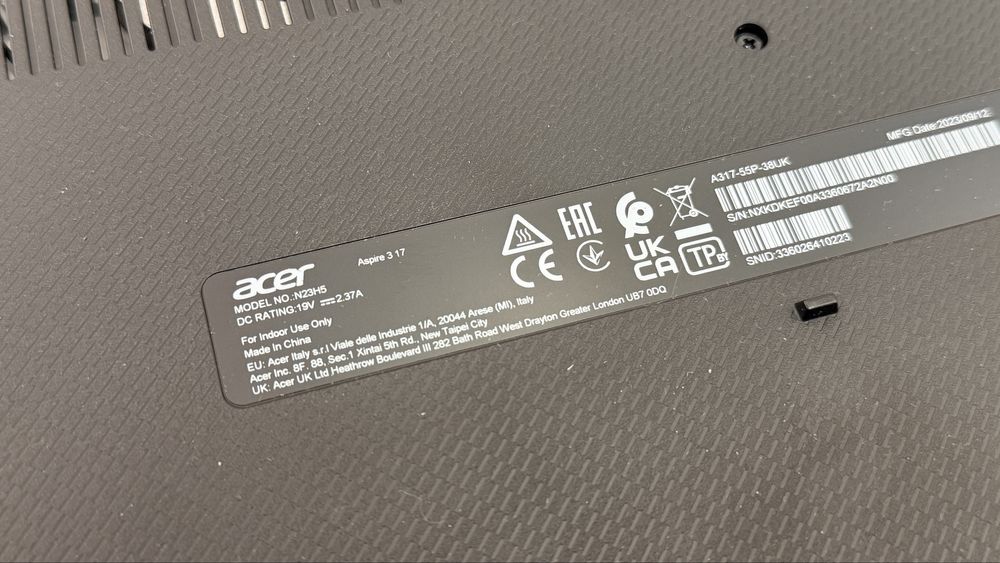 acer
Aspire 3 17
MODEL NO.:N23H5
DC RATING:19V ⎓ 2.37A
For Indoor Use Only
Made In China
EU: Acer Italy s.r.l Viale delle Industrie 1/A, 20044 Arese (MI), Italy
Acer Inc. 8F, 88, Sec.1 Xintai 5th Rd., New Taipei City
UK: Acer UK Ltd Heathrow Boulevard III 282 Bath Road West Drayton Greater London UB7 0DQ
EAC
CE
UK
CA
TP
BY
MFG Date:2023/09/12
A317-55P-38UK
S/N:NXKDKEF00A3360672A2N00
SNID:336026410223